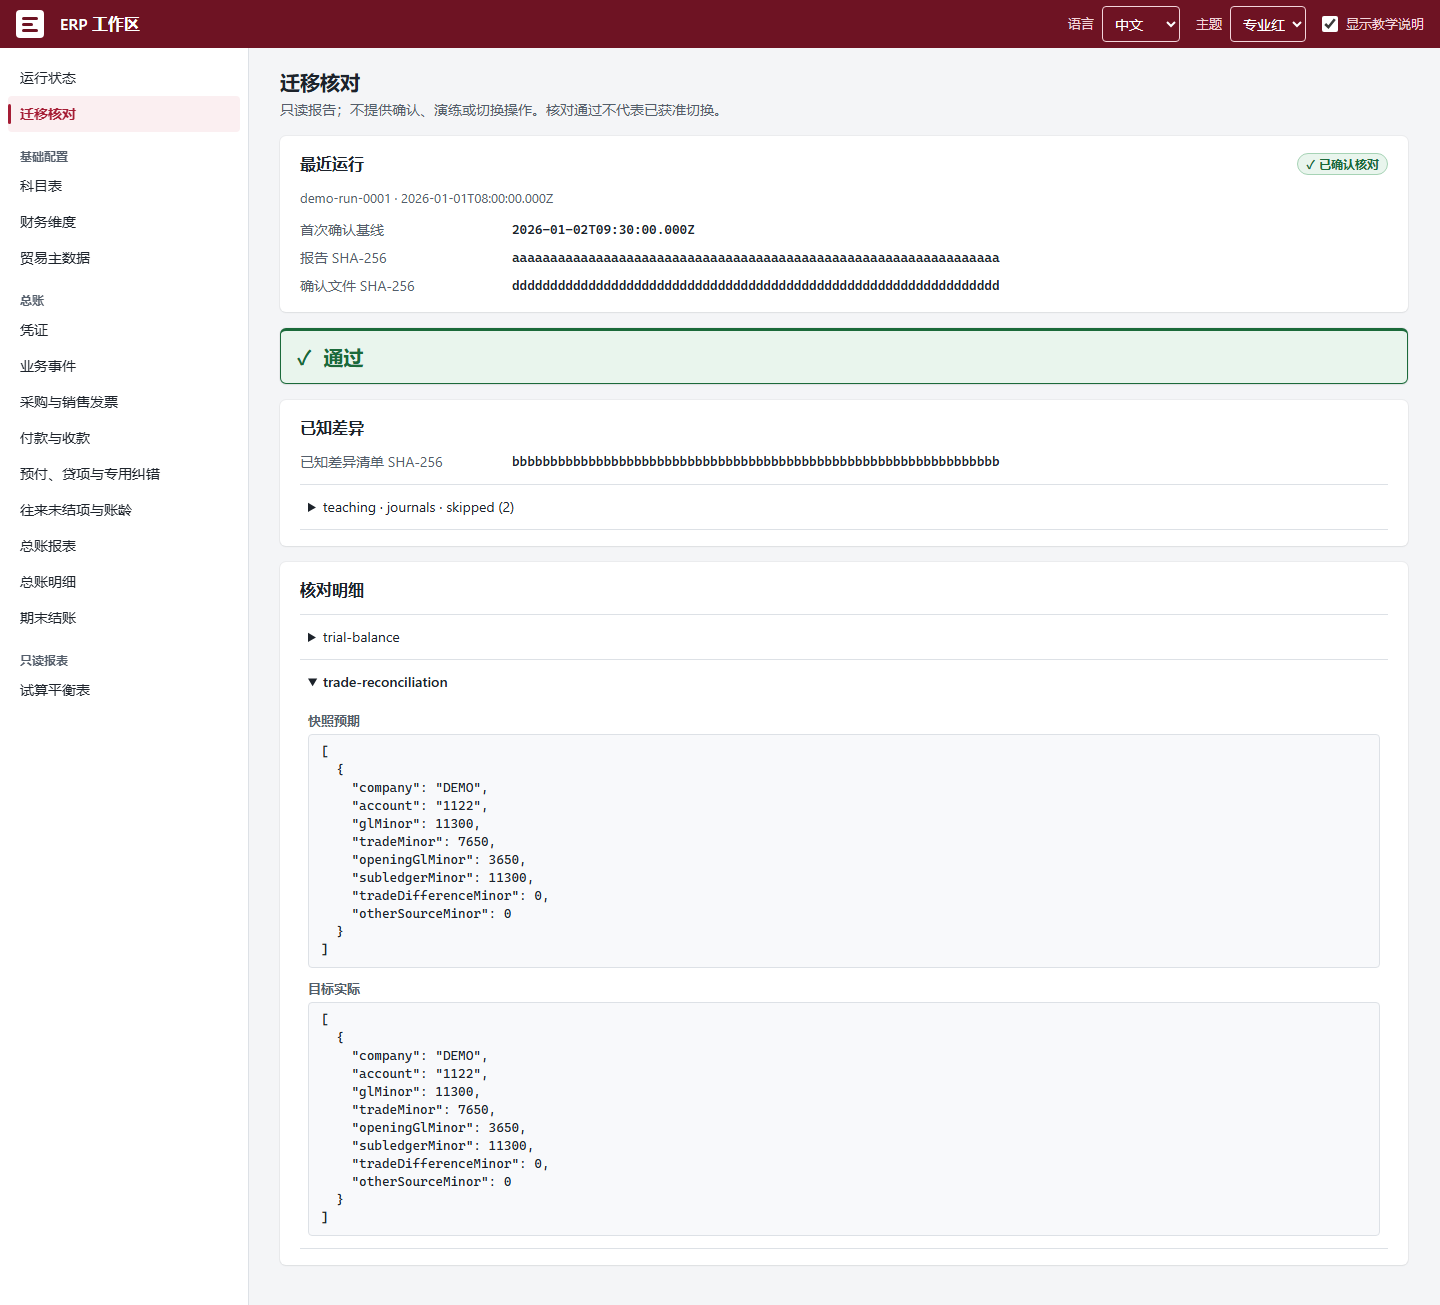 ERP 工作区
语言 中文 主题 专业红 显示教学说明
运行状态
迁移核对
基础配置
科目表
财务维度
贸易主数据
总账
凭证
业务事件
采购与销售发票
付款与收款
预付、贷项与专用纠错
往来未结项与账龄
总账报表
总账明细
期末结账
只读报表
试算平衡表
迁移核对
只读报告；不提供确认、演练或切换操作。核对通过不代表已获准切换。
最近运行
✓ 已确认核对
demo-run-0001 · 2026-01-01T08:00:00.000Z
首次确认基线 2026-01-02T09:30:00.000Z
报告 SHA-256 aaaaaaaaaaaaaaaaaaaaaaaaaaaaaaaaaaaaaaaaaaaaaaaaaaaaaaaaaaaaaaaa
确认文件 SHA-256 dddddddddddddddddddddddddddddddddddddddddddddddddddddddddddddddd
✓ 通过
已知差异
已知差异清单 SHA-256 bbbbbbbbbbbbbbbbbbbbbbbbbbbbbbbbbbbbbbbbbbbbbbbbbbbbbbbbbbbbbbbb
▶ teaching · journals · skipped (2)
核对明细
▶ trial-balance
▼ trade-reconciliation
快照预期
[
{
"company": "DEMO",
"account": "1122",
"glMinor": 11300,
"tradeMinor": 7650,
"openingGlMinor": 3650,
"subledgerMinor": 11300,
"tradeDifferenceMinor": 0,
"otherSourceMinor": 0
}
]
目标实际
[
{
"company": "DEMO",
"account": "1122",
"glMinor": 11300,
"tradeMinor": 7650,
"openingGlMinor": 3650,
"subledgerMinor": 11300,
"tradeDifferenceMinor": 0,
"otherSourceMinor": 0
}
]